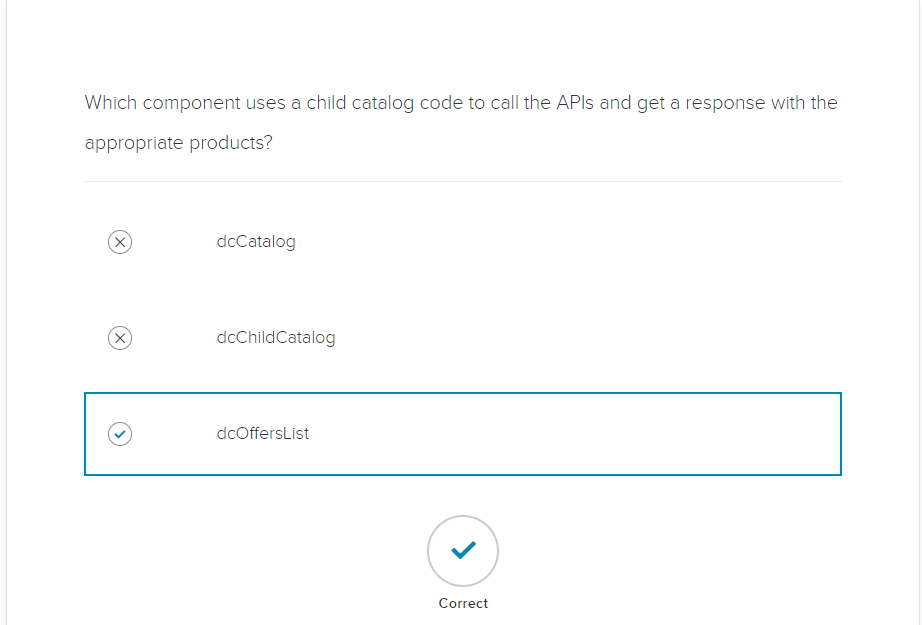 Which component uses a child catalog code to call the APIs and get a response with the
appropriate products?
dcCatalog
dcChildCatalog
dcOffersList
Correct